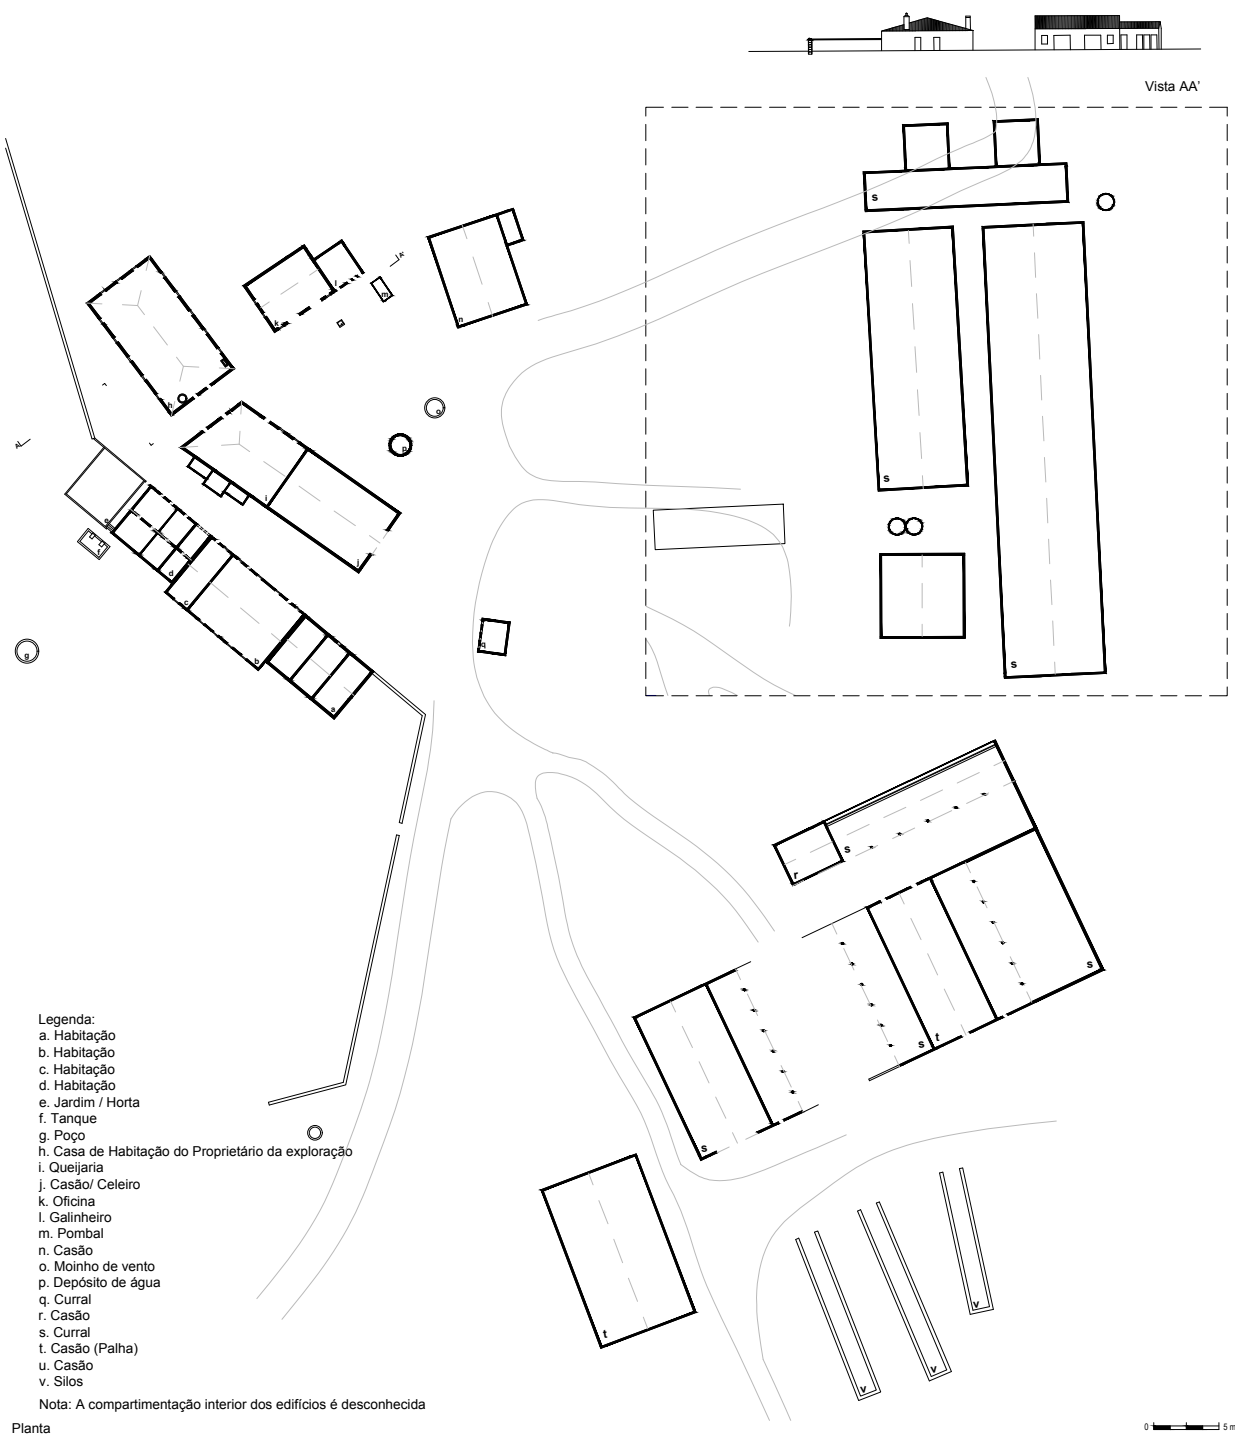 Vista AA'
s
A'
k
l
m
n
h
o
p
A
i
j
s
e
f
d
c
g
b
a
q
s
r
s
s
s
t
s
t
v
v
v
Legenda:
a. Habitação
b. Habitação
c. Habitação
d. Habitação
e. Jardim / Horta
f. Tanque
g. Poço
h. Casa de Habitação do Proprietário da exploração
i. Queijaria
j. Casão/ Celeiro
k. Oficina
l. Galinheiro
m. Pombal
n. Casão
o. Moinho de vento
p. Depósito de água
q. Curral
r. Casão
s. Curral
t. Casão (Palha)
u. Casão
v. Silos
Nota: A compartimentação interior dos edifícios é desconhecida
Planta
0 5 m